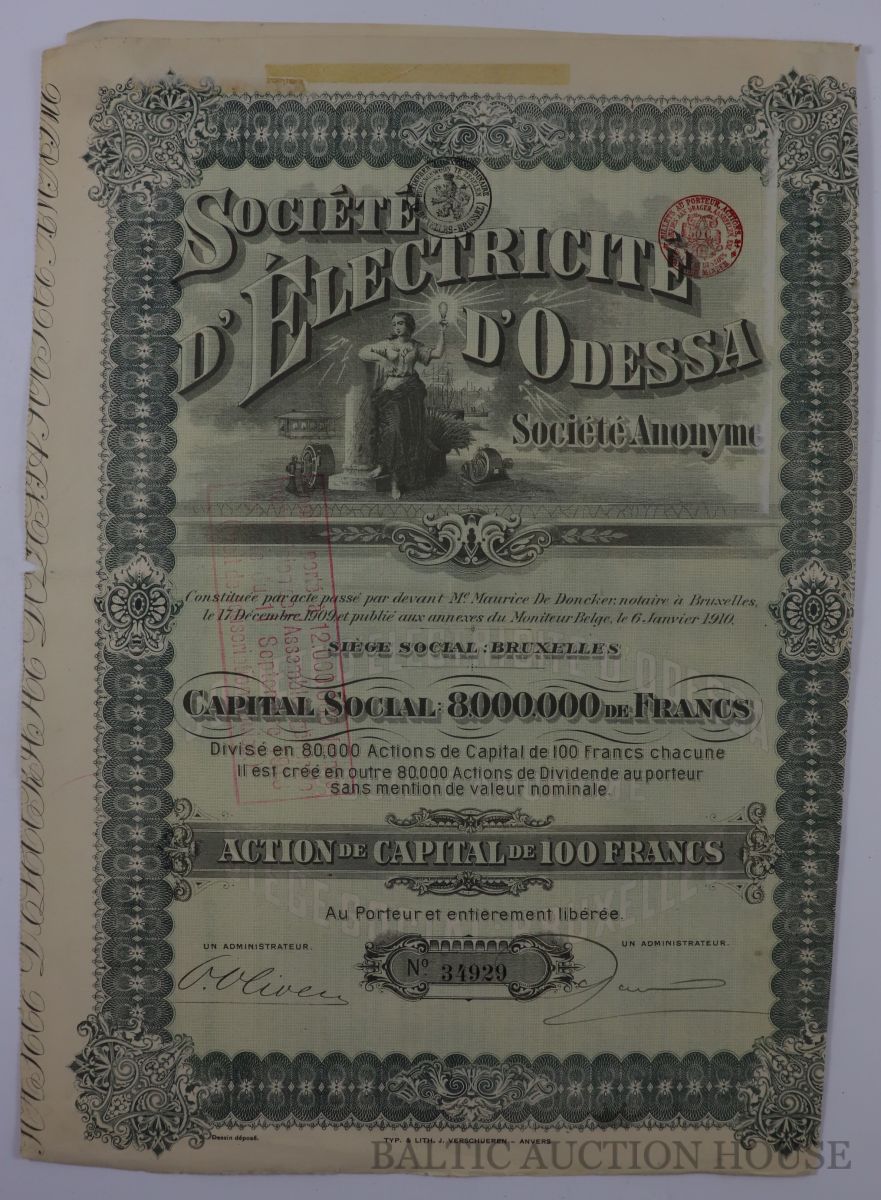 SOCIÉTÉ
D'ÉLECTRICITÉ
D'ODESSA
Société Anonyme
Constituée par acte passé par devant Me. Maurice De Doncker, notaire à Bruxelles,
le 17 Décembre 1909, et publié aux annexes du Moniteur Belge, le 6 Janvier 1910.
SIÈGE SOCIAL : BRUXELLES
CAPITAL SOCIAL : 8.000.000 DE FRANCS
Divisé en 80.000 Actions de Capital de 100 Francs chacune
Il est créé en outre 80.000 Actions de Dividende au porteur
sans mention de valeur nominale.
ACTION DE CAPITAL DE 100 FRANCS
Au Porteur et entièrement libérée.
UN ADMINISTRATEUR.
UN ADMINISTRATEUR.
No 34929
Dessin déposé.
TYP. & LITH. J. VERSCHUEREN - ANVERS
BALTIC AUCTION HOUSE